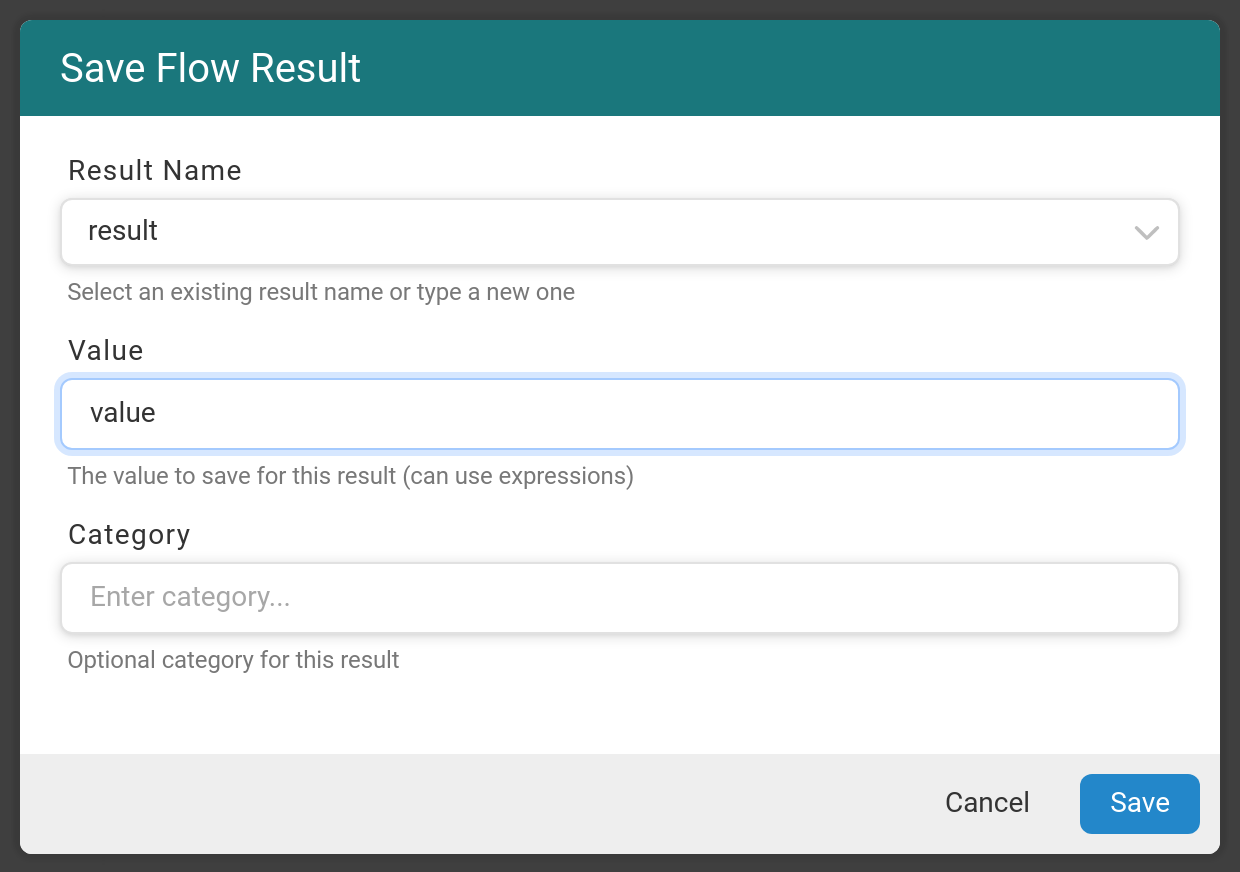 Save Flow Result
Result Name
result
Select an existing result name or type a new one
Value
value
The value to save for this result (can use expressions)
Category
Enter category...
Optional category for this result
Cancel
Save